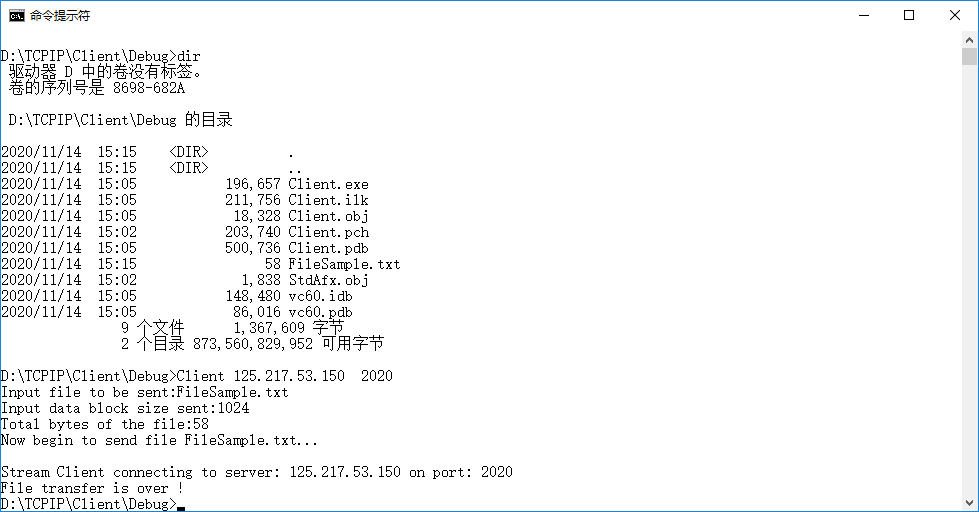 命令提示符
D:\TCPIP\Client\Debug>dir
 驱动器 D 中的卷没有标签。
 卷的序列号是 8698-682A

 D:\TCPIP\Client\Debug 的目录

2020/11/14  15:15    <DIR>          .
2020/11/14  15:15    <DIR>          ..
2020/11/14  15:05           196,657 Client.exe
2020/11/14  15:05           211,756 Client.ilk
2020/11/14  15:05            18,328 Client.obj
2020/11/14  15:02           203,740 Client.pch
2020/11/14  15:05           500,736 Client.pdb
2020/11/14  15:15                58 FileSample.txt
2020/11/14  15:02             1,838 StdAfx.obj
2020/11/14  15:05           148,480 vc60.idb
2020/11/14  15:05            86,016 vc60.pdb
               9 个文件      1,367,609 字节
               2 个目录 873,560,829,952 可用字节

D:\TCPIP\Client\Debug>Client 125.217.53.150  2020
Input file to be sent:FileSample.txt
Input data block size sent:1024
Total bytes of the file:58
Now begin to send file FileSample.txt...

Stream Client connecting to server: 125.217.53.150 on port: 2020
File transfer is over !
D:\TCPIP\Client\Debug>